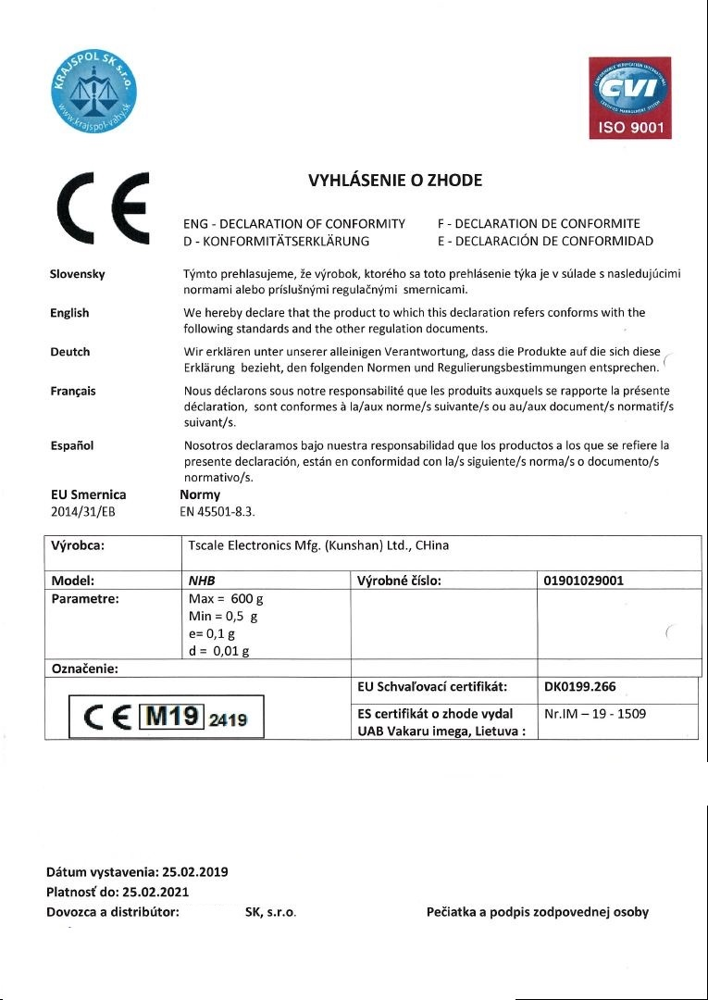 KRAJSPOL SK s.r.o.
www.krajspol-vahy.sk
CVI
ISO 9001
CE
VYHLÁSENIE O ZHODE
ENG - DECLARATION OF CONFORMITY F - DECLARATION DE CONFORMITE
D - KONFORMITÄTSERKLÄRUNG E - DECLARACIÓN DE CONFORMIDAD
Slovensky Týmto prehlasujeme, že výrobok, ktorého sa toto prehlásenie týka je v súlade s nasledujúcimi
normami alebo príslušnými regulačnými smernicami.
English We hereby declare that the product to which this declaration refers conforms with the
following standards and the other regulation documents.
Deutch Wir erklären unter unserer alleinigen Verantwortung, dass die Produkte auf die sich diese
Erklärung bezieht, den folgenden Normen und Regulierungsbestimmungen entsprechen.
Français Nous déclarons sous notre responsabilité que les produits auxquels se rapporte la présente
déclaration, sont conformes à la/aux norme/s suivante/s ou au/aux document/s normatif/s
suivant/s.
Español Nosotros declaramos bajo nuestra responsabilidad que los productos a los que se refiere la
presente declaración, están en conformidad con la/s siguiente/s norma/s o documento/s
normativo/s.
EU Smernica Normy
2014/31/EB EN 45501-8.3.
Výrobca: Tscale Electronics Mfg. (Kunshan) Ltd., CHina
Model: NHB Výrobné číslo: 01901029001
Parametre: Max = 600 g
Min = 0,5 g
e= 0,1 g
d = 0,01 g
Označenie:
EU Schvaľovací certifikát: DK0199.266
CE M19 2419
ES certifikát o zhode vydal Nr.IM – 19 - 1509
UAB Vakaru imega, Lietuva :
Dátum vystavenia: 25.02.2019
Platnosť do: 25.02.2021
Dovozca a distribútor: SK, s.r.o. Pečiatka a podpis zodpovednej osoby